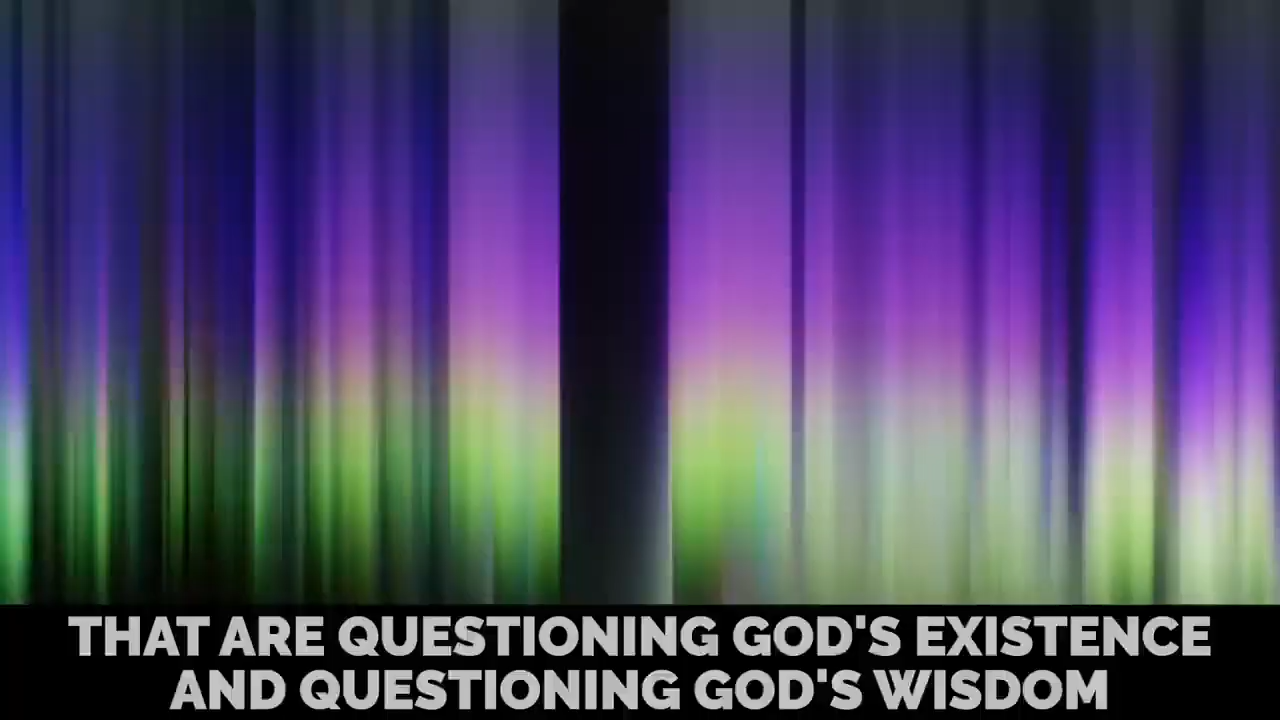 THAT ARE QUESTIONING GOD'S EXISTENCE
AND QUESTIONING GOD'S WISDOM